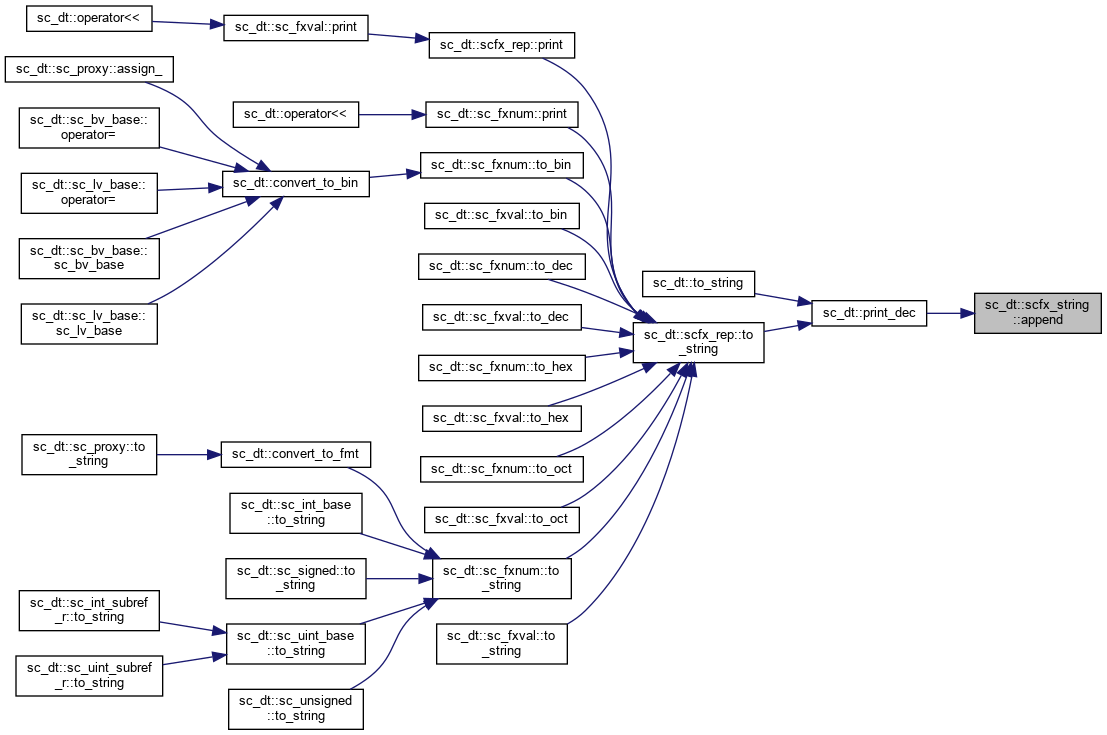 sc_dt::operator<<
sc_dt::sc_fxval::print
sc_dt::scfx_rep::print
sc_dt::sc_proxy::assign_
sc_dt::operator<<
sc_dt::sc_fxnum::print
sc_dt::sc_bv_base::
operator=
sc_dt::convert_to_bin
sc_dt::sc_fxnum::to_bin
sc_dt::sc_lv_base::
operator=
sc_dt::sc_fxval::to_bin
sc_dt::sc_bv_base::
sc_bv_base
sc_dt::sc_fxnum::to_dec
sc_dt::to_string
sc_dt::sc_lv_base::
sc_lv_base
sc_dt::sc_fxval::to_dec
sc_dt::scfx_rep::to
_string
sc_dt::print_dec
sc_dt::scfx_string
::append
sc_dt::sc_fxnum::to_hex
sc_dt::sc_fxval::to_hex
sc_dt::sc_proxy::to
_string
sc_dt::convert_to_fmt
sc_dt::sc_fxnum::to_oct
sc_dt::sc_int_base
::to_string
sc_dt::sc_fxval::to_oct
sc_dt::sc_signed::to
_string
sc_dt::sc_fxnum::to
_string
sc_dt::sc_int_subref
_r::to_string
sc_dt::sc_uint_base
::to_string
sc_dt::sc_fxval::to
_string
sc_dt::sc_uint_subref
_r::to_string
sc_dt::sc_unsigned
::to_string